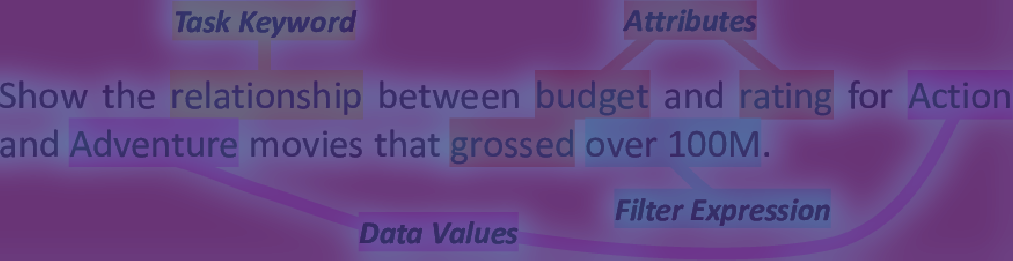 Task Keyword Attributes
Show the relationship between budget and rating for Action
and Adventure movies that grossed over 100M.
Filter Expression
Data Values